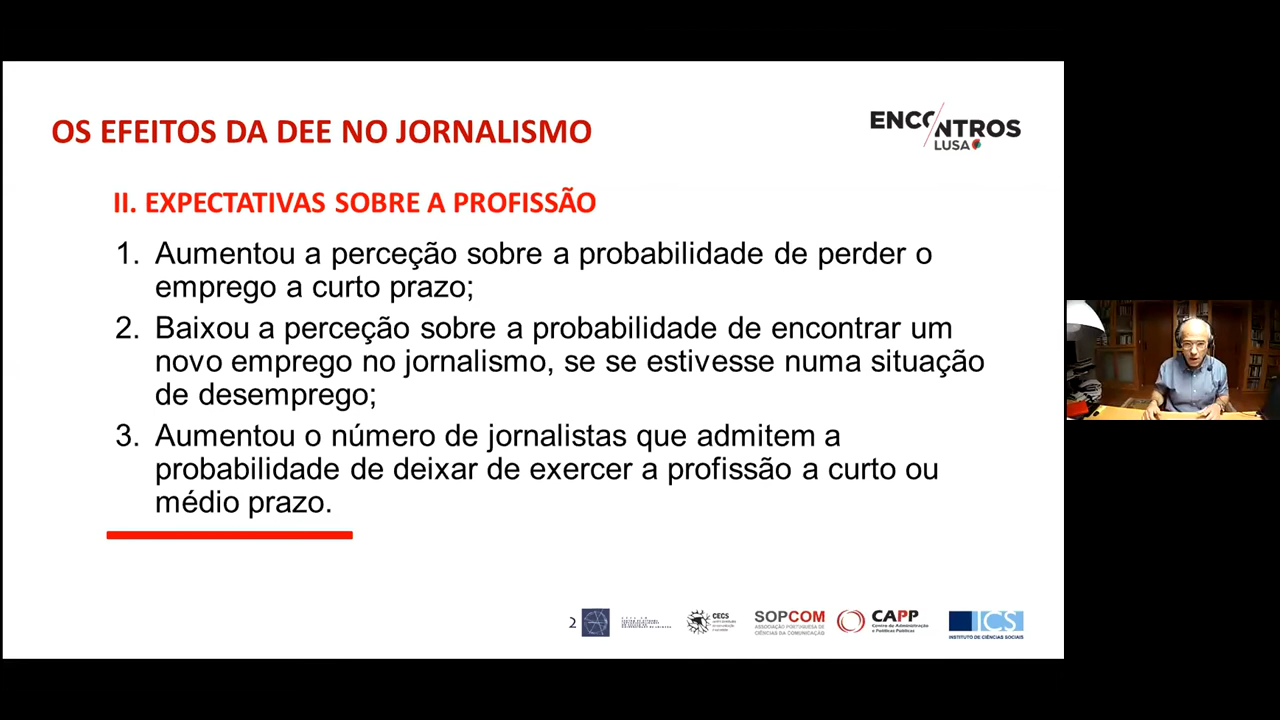 OS EFEITOS DA DEE NO JORNALISMO
ENCONTROS
LUSA
II. EXPECTATIVAS SOBRE A PROFISSÃO
1. Aumentou a perceção sobre a probabilidade de perder o
emprego a curto prazo;
2. Baixou a perceção sobre a probabilidade de encontrar um
novo emprego no jornalismo, se se estivesse numa situação
de desemprego;
3. Aumentou o número de jornalistas que admitem a
probabilidade de deixar de exercer a profissão a curto ou
médio prazo.
2
CECS
SOPCOM
ASSOCIAÇÃO PORTUGUESA DE
CIÊNCIAS DA COMUNICAÇÃO
CAPP
Centro de Administração
e Políticas Públicas
ICS
INSTITUTO DE CIÊNCIAS SOCIAIS